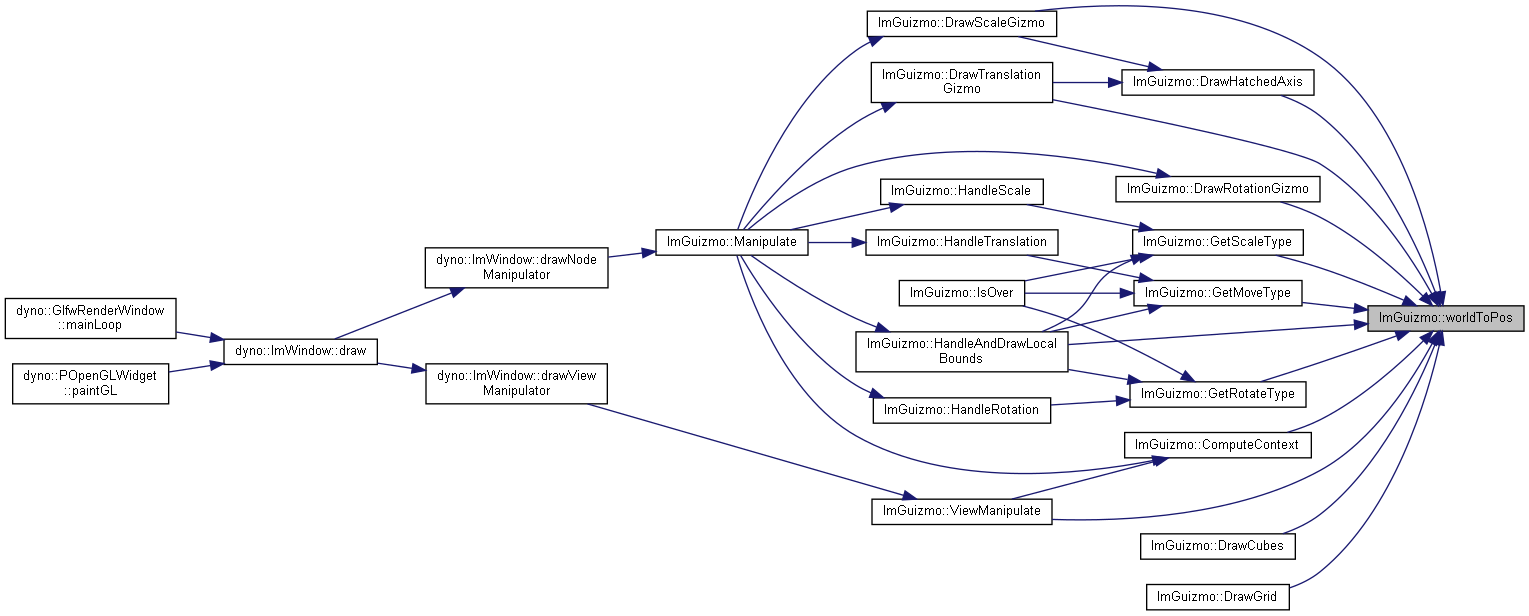 ImGuizmo::DrawScaleGizmo
ImGuizmo::DrawTranslation
Gizmo
ImGuizmo::DrawHatchedAxis
ImGuizmo::DrawRotationGizmo
ImGuizmo::HandleScale
ImGuizmo::Manipulate
ImGuizmo::HandleTranslation
ImGuizmo::GetScaleType
dyno::ImWindow::drawNode
Manipulator
ImGuizmo::IsOver
ImGuizmo::GetMoveType
dyno::GlfwRenderWindow
::mainLoop
ImGuizmo::worldToPos
dyno::ImWindow::draw
ImGuizmo::HandleAndDrawLocal
Bounds
dyno::POpenGLWidget
::paintGL
dyno::ImWindow::drawView
Manipulator
ImGuizmo::GetRotateType
ImGuizmo::HandleRotation
ImGuizmo::ComputeContext
ImGuizmo::ViewManipulate
ImGuizmo::DrawCubes
ImGuizmo::DrawGrid